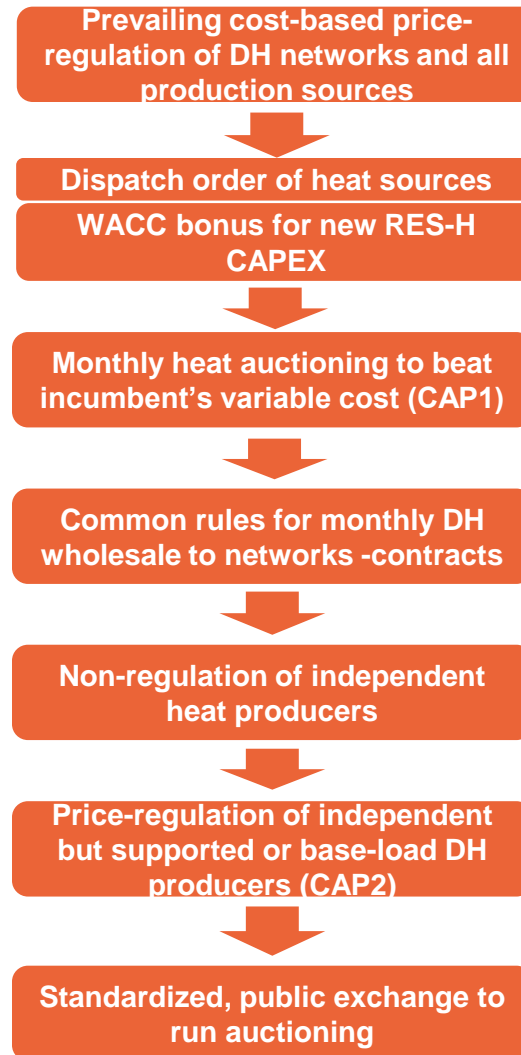 Prevailing cost-based price-
regulation of DH networks and all
production sources
Dispatch order of heat sources
WACC bonus for new RES-H
CAPEX
Monthly heat auctioning to beat
incumbent's variable cost (CAP1)
Common rules for monthly DH
wholesale to networks -contracts
Non-regulation of independent
heat producers
Price-regulation of independent
but supported or base-load DH
producers (CAP2)
Standardized, public exchange to
run auctioning